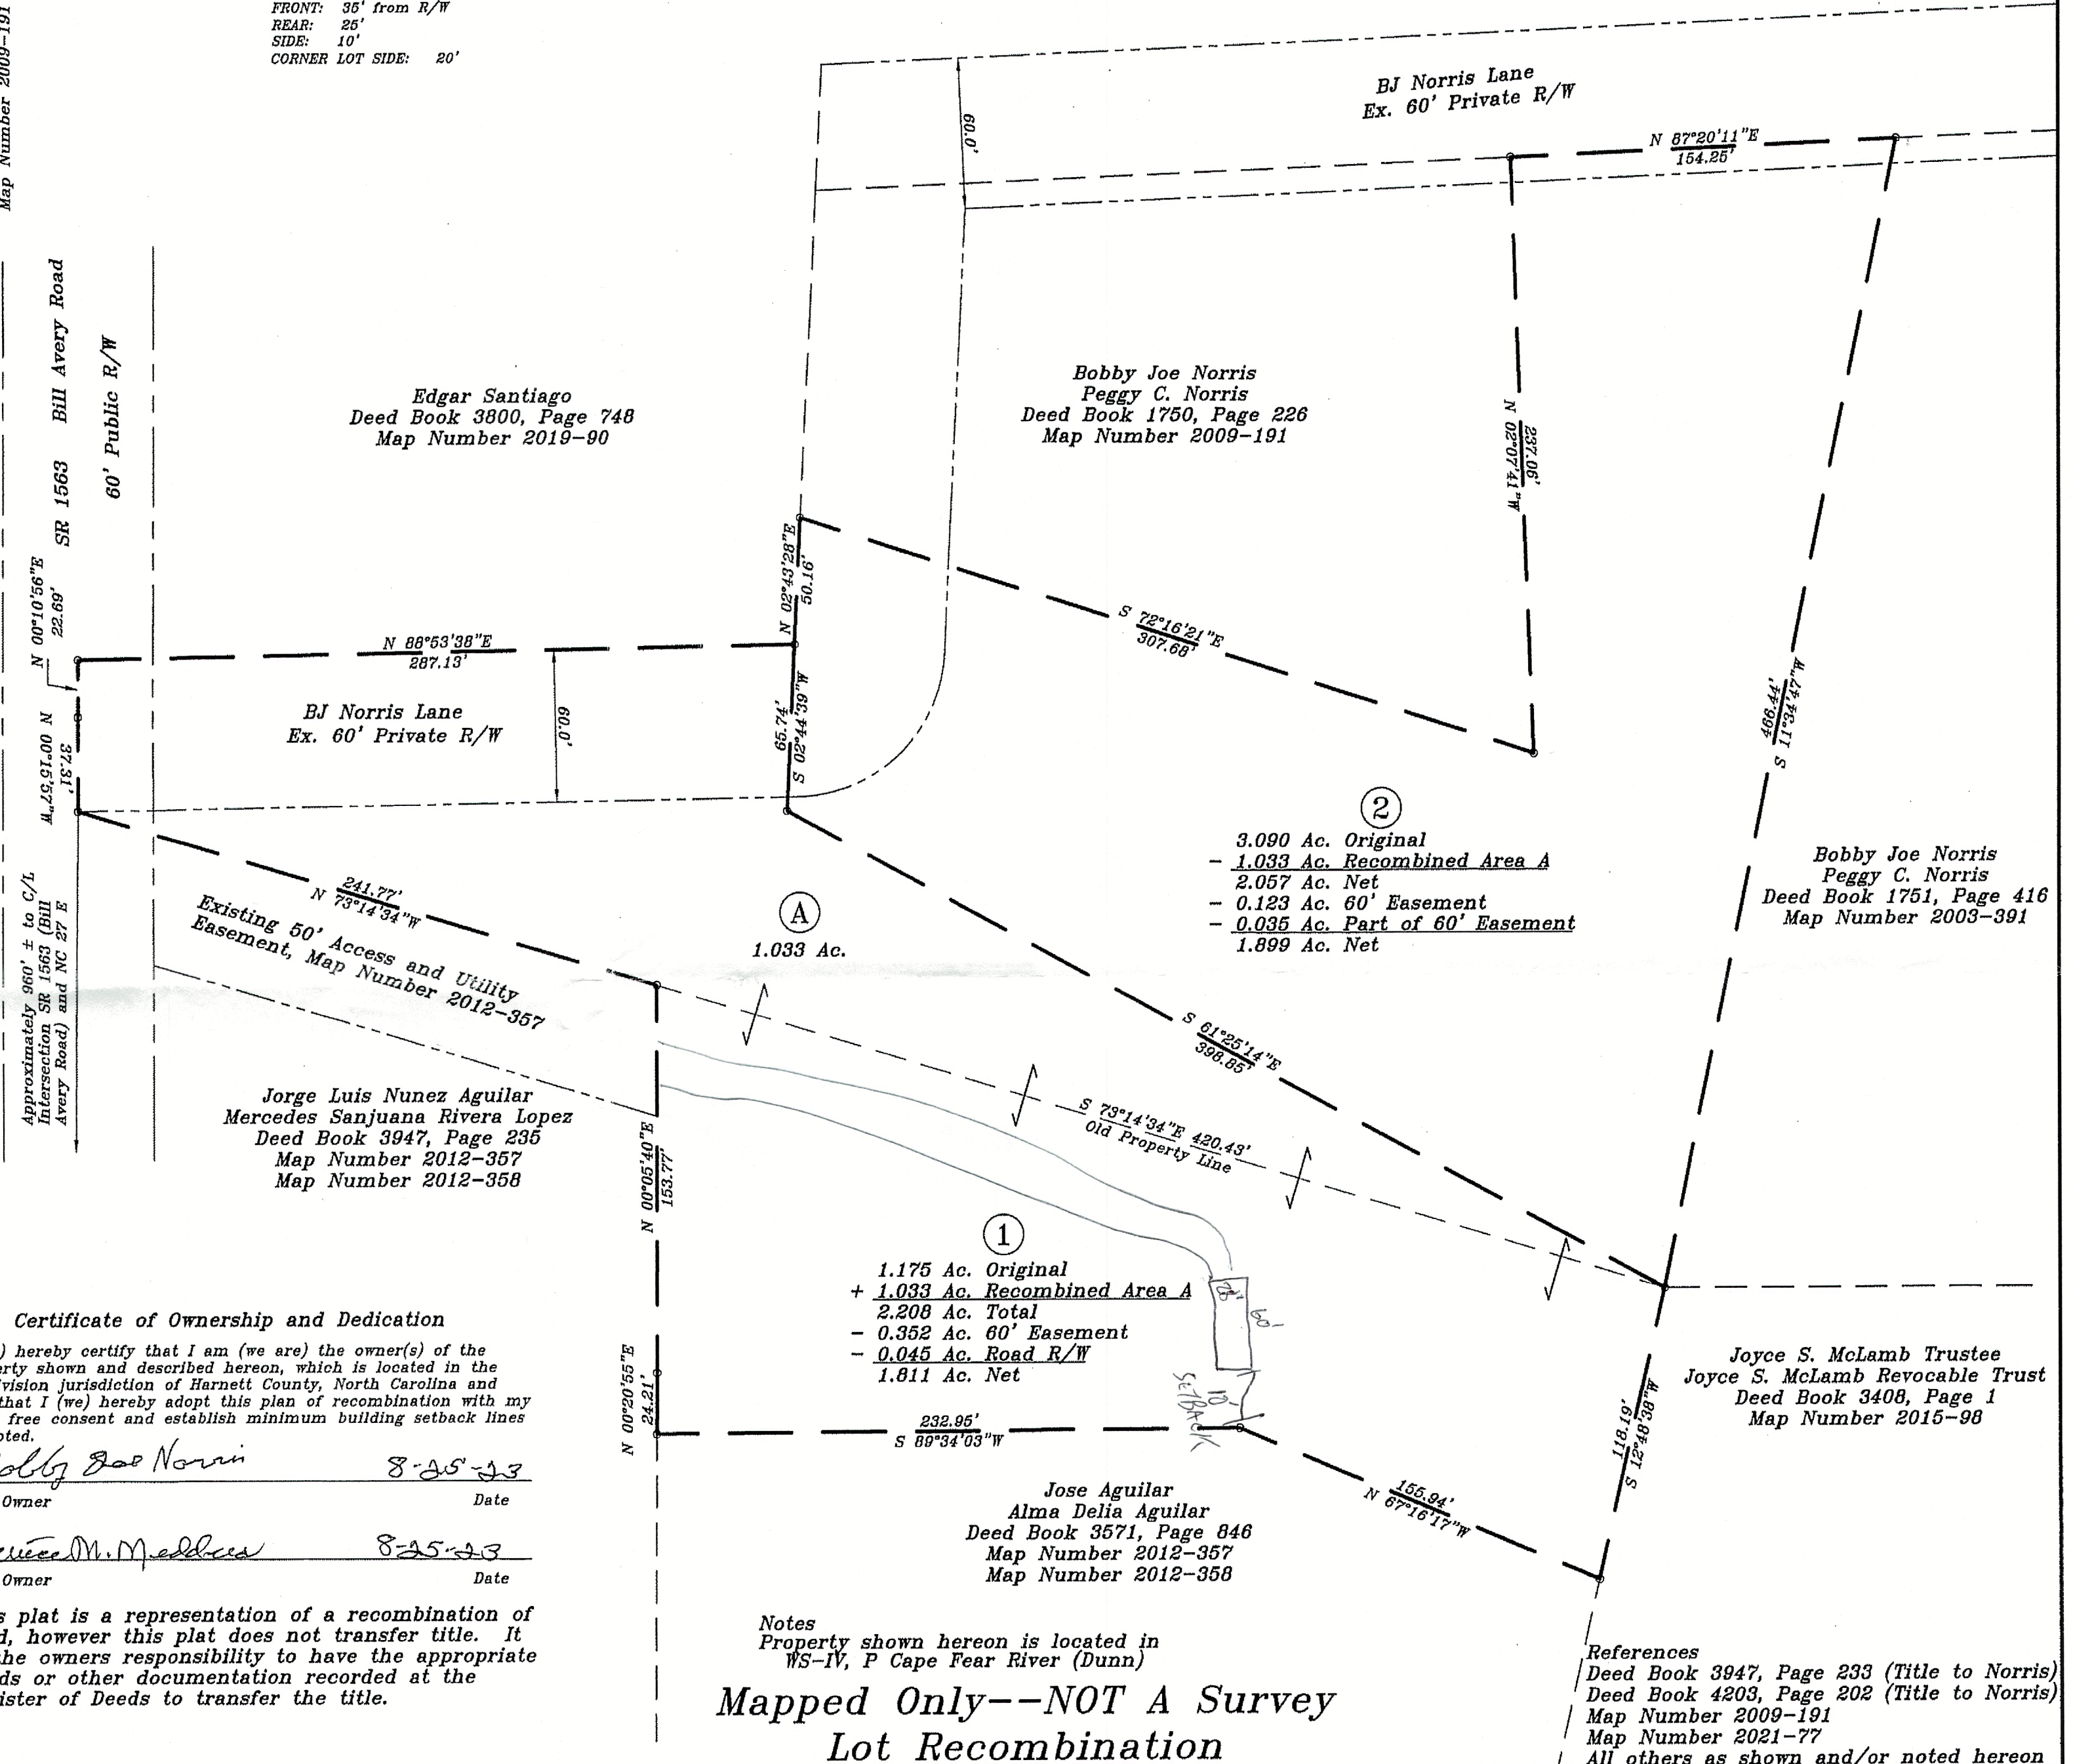 Map Number 2009-191
FRONT: 35' from R/W
REAR: 25'
SIDE: 10'
CORNER LOT SIDE: 20'
BJ Norris Lane
Ex. 60' Private R/W
60.0'
N 87°20'11"E
154.25'
SR 1563 Bill Avery Road
60' Public R/W
Edgar Santiago
Deed Book 3800, Page 748
Map Number 2019-90
Bobby Joe Norris
Peggy C. Norris
Deed Book 1750, Page 226
Map Number 2009-191
237.06'
N 02°07'41"W
N 00°10'56"E
22.69'
N 02°43'28"E
50.16'
S 72°16'21"E
307.68'
N 88°53'38"E
287.13'
BJ Norris Lane
Ex. 60' Private R/W
60.0'
65.74'
S 02°44'39"W
37.31'
N 00°15'57"W
466.44'
S 11°34'47"W
2
3.090 Ac. Original
- 1.033 Ac. Recombined Area A
2.057 Ac. Net
- 0.123 Ac. 60' Easement
- 0.035 Ac. Part of 60' Easement
1.899 Ac. Net
Bobby Joe Norris
Peggy C. Norris
Deed Book 1751, Page 416
Map Number 2003-391
241.77'
N 73°14'34"W
Existing 50' Access and Utility
Easement, Map Number 2012-357
A
1.033 Ac.
Approximately 960' ± to C/L
Intersection SR 1563 (Bill
Avery Road) and NC 27 E
S 61°25'14"E
398.85'
S 73°14'34"E 420.43'
Old Property Line
Jorge Luis Nunez Aguilar
Mercedes Sanjuana Rivera Lopez
Deed Book 3947, Page 235
Map Number 2012-357
Map Number 2012-358
N 00°05'40"E
153.77'
1
1.175 Ac. Original
+ 1.033 Ac. Recombined Area A
2.208 Ac. Total
- 0.352 Ac. 60' Easement
- 0.045 Ac. Road R/W
1.811 Ac. Net
60-
10-
SETBACK
N 00°20'55"E
24.21'
232.95'
S 89°34'03"W
155.94'
N 67°16'17"W
118.19'
S 12°48'38"W
Joyce S. McLamb Trustee
Joyce S. McLamb Revocable Trust
Deed Book 3408, Page 1
Map Number 2015-98
Jose Aguilar
Alma Delia Aguilar
Deed Book 3571, Page 846
Map Number 2012-357
Map Number 2012-358
Certificate of Ownership and Dedication
) hereby certify that I am (we are) the owner(s) of the
erty shown and described hereon, which is located in the
vision jurisdiction of Harnett County, North Carolina and
that I (we) hereby adopt this plan of recombination with my
free consent and establish minimum building setback lines
oted.
obby Joe Norris 8-25-23
Owner Date
M. Meddars 8-25-23
Owner Date
s plat is a representation of a recombination of
d, however this plat does not transfer title. It
he owners responsibility to have the appropriate
ds or other documentation recorded at the
ister of Deeds to transfer the title.
Notes
Property shown hereon is located in
WS-IV, P Cape Fear River (Dunn)
Mapped Only--NOT A Survey
Lot Recombination
References
Deed Book 3947, Page 233 (Title to Norris)
Deed Book 4203, Page 202 (Title to Norris)
Map Number 2009-191
Map Number 2021-77
All others as shown and/or noted hereon